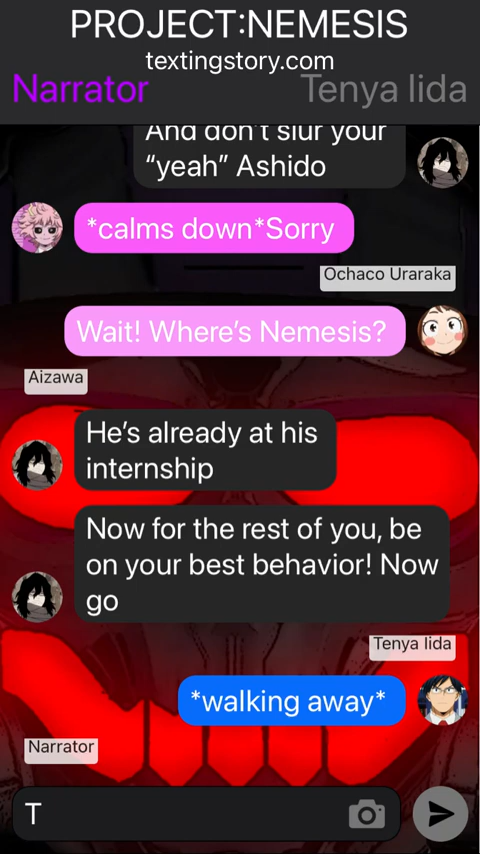 PROJECT:NEMESIS
textingstory.com
Narrator
Tenya Iida
And don't slur your
“yeah” Ashido
*calms down*Sorry
Ochaco Uraraka
Wait! Where’s Nemesis?
Aizawa
He’s already at his
internship
Now for the rest of you, be
on your best behavior! Now
go
Tenya Iida
*walking away*
Narrator
T